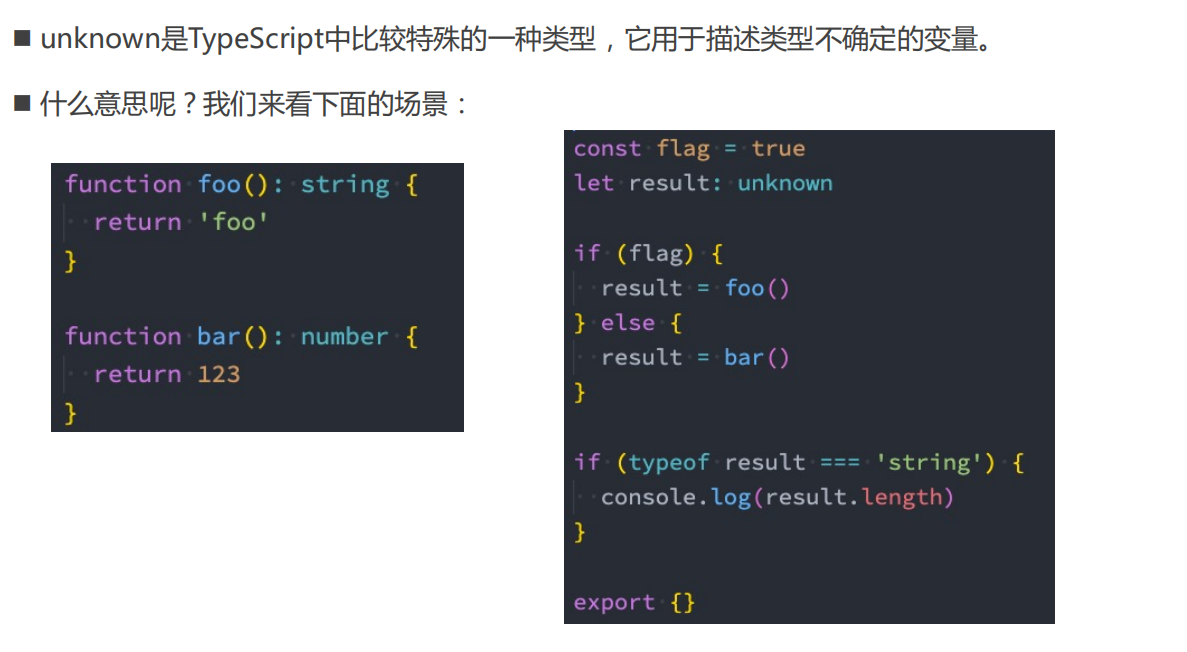 ■ unknown是TypeScript中比较特殊的一种类型，它用于描述类型不确定的变量。
■ 什么意思呢？我们来看下面的场景：
function foo(): string {
  return 'foo'
}

function bar(): number {
  return 123
}
const flag = true
let result: unknown

if (flag) {
  result = foo()
} else {
  result = bar()
}

if (typeof result === 'string') {
  console.log(result.length)
}

export {}